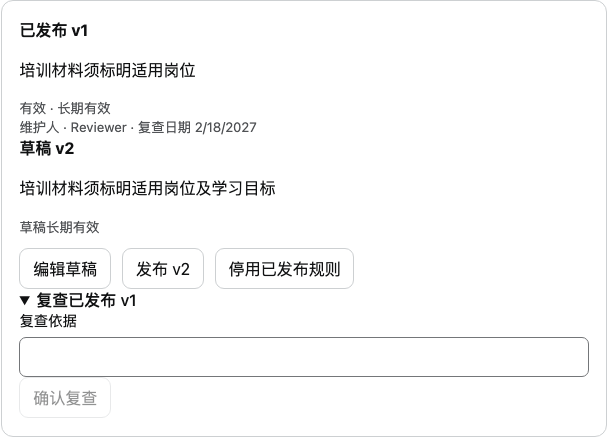 已发布 v1
培训材料须标明适用岗位
有效 · 长期有效
维护人 · Reviewer · 复查日期 2/18/2027
草稿 v2
培训材料须标明适用岗位及学习目标
草稿长期有效
编辑草稿 发布 v2 停用已发布规则
▼ 复查已发布 v1
复查依据
确认复查